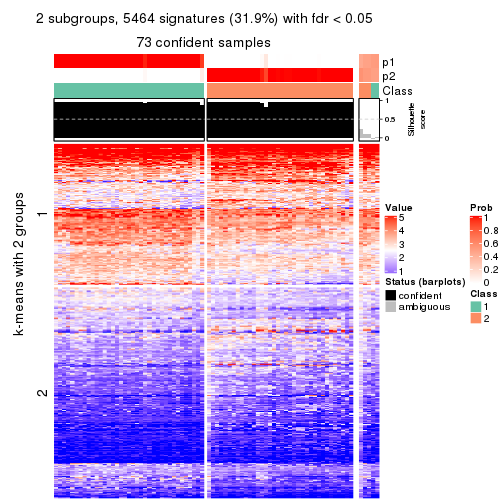 2 subgroups, 5464 signatures (31.9%) with fdr < 0.05
73 confident samples
p1
p2
Class
1
0.5
0
Silhouette
score
k-means with 2 groups
1
2
Value
5
4
3
2
1
Status (barplots)
confident
ambiguous
Prob
1
0.8
0.6
0.4
0.2
0
Class
1
2